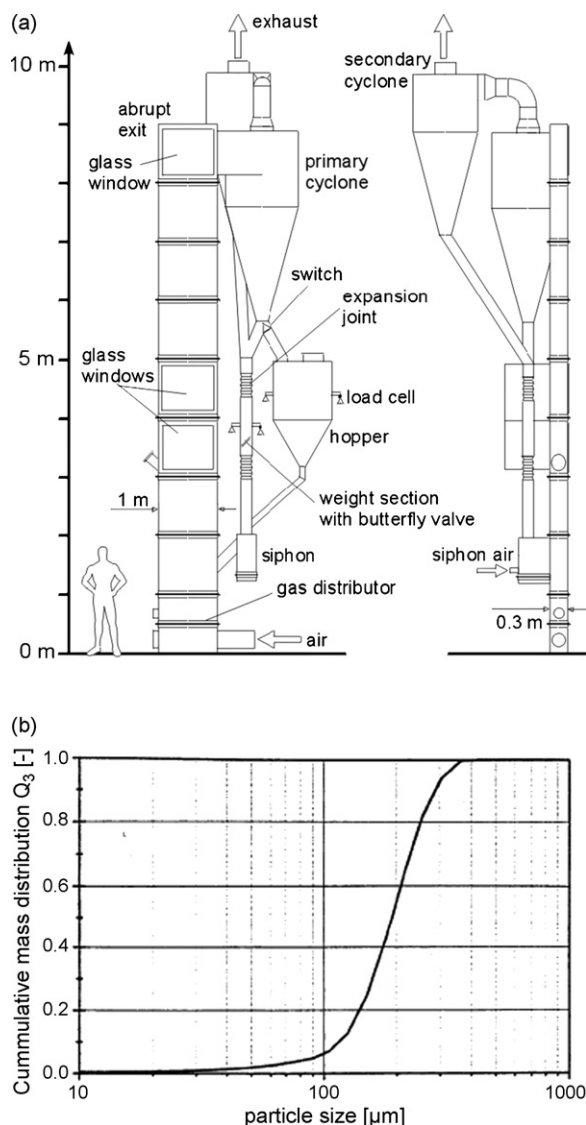 (a)
exhaust
10 m
abrupt
exit
glass
window
primary
cyclone
switch
expansion
joint
5 m
glass
windows
load cell
hopper
1 m
weight section
with butterfly valve
siphon
gas distributor
air
0 m
secondary
cyclone
siphon air
0.3 m
(b)
Cummulative mass distribution Q3 [-]
1.0
0.8
0.6
0.4
0.2
0.0
10
100
1000
particle size [µm]